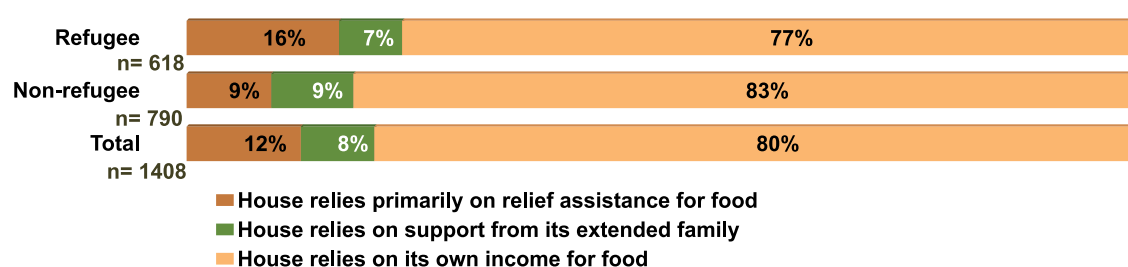 Refugee 16% 7% 77%
n= 618
Non-refugee 9% 9% 83%
n= 790
Total 12% 8% 80%
n= 1408
House relies primarily on relief assistance for food
House relies on support from its extended family
House relies on its own income for food